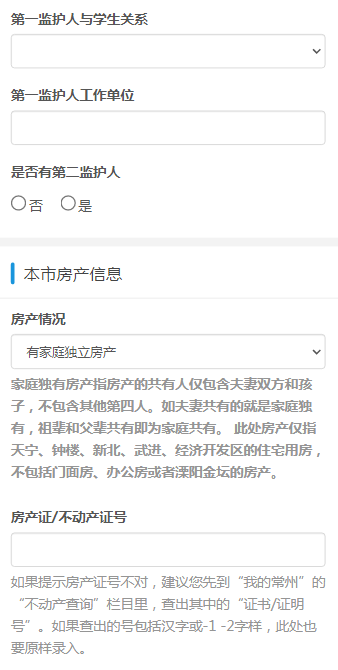 第一监护人与学生关系
第一监护人工作单位
是否有第二监护人
否 是
本市房产信息
房产情况
有家庭独立房产
家庭独有房产指房产的共有人仅包含夫妻双方和孩
子，不包含其他第四人。如夫妻共有的就是家庭独
有，祖辈和父辈共有即为家庭共有。 此处房产仅指
天宁、钟楼、新北、武进、经济开发区的住宅用房，
不包括门面房、办公房或者溧阳金坛的房产。
房产证/不动产证号
如果提示房产证号不对，建议您先到“我的常州”的
“不动产查询”栏目里，查出其中的“证书/证明
号”。如果查出的号包括汉字或-1 -2字样，此处也
要原样录入。